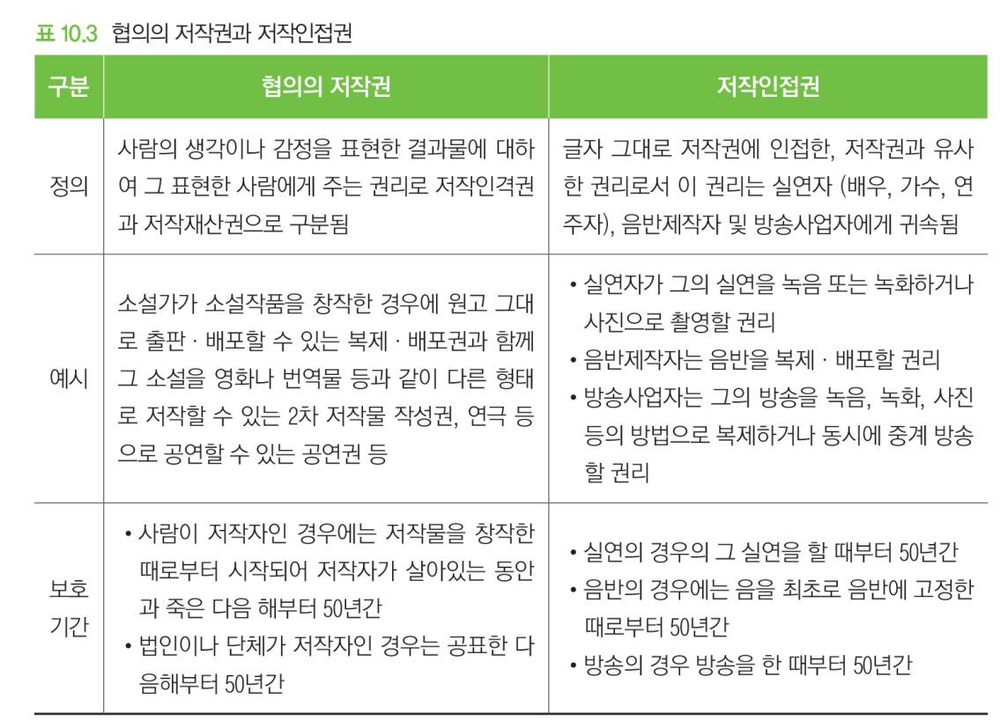 표 10.3 협의의 저작권과 저작인접권
구분
협의의 저작권
저작인접권
정의
사람의 생각이나 감정을 표현한 결과물에 대하
여 그 표현한 사람에게 주는 권리로 저작인격권
과 저작재산권으로 구분됨
글자 그대로 저작권에 인접한, 저작권과 유사
한 권리로서 이 권리는 실연자 (배우, 가수, 연
주자), 음반제작자 및 방송사업자에게 귀속됨
예시
소설가가 소설작품을 창작한 경우에 원고 그대
로 출판 · 배포할 수 있는 복제 · 배포권과 함께
그 소설을 영화나 번역물 등과 같이 다른 형태
로 저작할 수 있는 2차 저작물 작성권, 연극 등
으로 공연할 수 있는 공연권 등
• 실연자가 그의 실연을 녹음 또는 녹화하거나
사진으로 촬영할 권리
• 음반제작자는 음반을 복제 · 배포할 권리
• 방송사업자는 그의 방송을 녹음, 녹화, 사진
등의 방법으로 복제하거나 동시에 중계 방송
할 권리
보호
기간
• 사람이 저작자인 경우에는 저작물을 창작한
때로부터 시작되어 저작자가 살아있는 동안
과 죽은 다음 해부터 50년간
• 법인이나 단체가 저작자인 경우는 공표한 다
음해부터 50년간
• 실연의 경우의 그 실연을 할 때부터 50년간
• 음반의 경우에는 음을 최초로 음반에 고정한
때로부터 50년간
• 방송의 경우 방송을 한 때부터 50년간